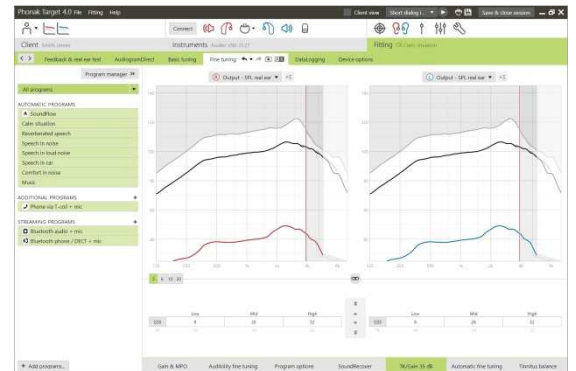 Phonak Target 4.0 File Fitting Help
Client view
Save & close session
Connect
Client
Instruments
Fitting
Feedback & real ear test AudiogramDirect Basic tuning Fine tuning DataLogging Device options
Program manager
All programs
Output - SPL real ear
Output - SPL real ear
AUTOMATIC PROGRAMS
SoundFlow
Calm situation
Reverberated speech
Speech in noise
Speech in loud noise
Speech in car
Comfort in noise
Music
ADDITIONAL PROGRAMS +
Phone via T-coil + mic
STREAMING PROGRAMS +
Bluetooth audio + mic
Bluetooth phone / DECT + mic
Low Mid High
Low Mid High
+ Add programs...
Gain & MPO Audibility fine tuning Program options SoundRecover TK/Gain 35 dB Automatic fine tuning Tinnitus balance